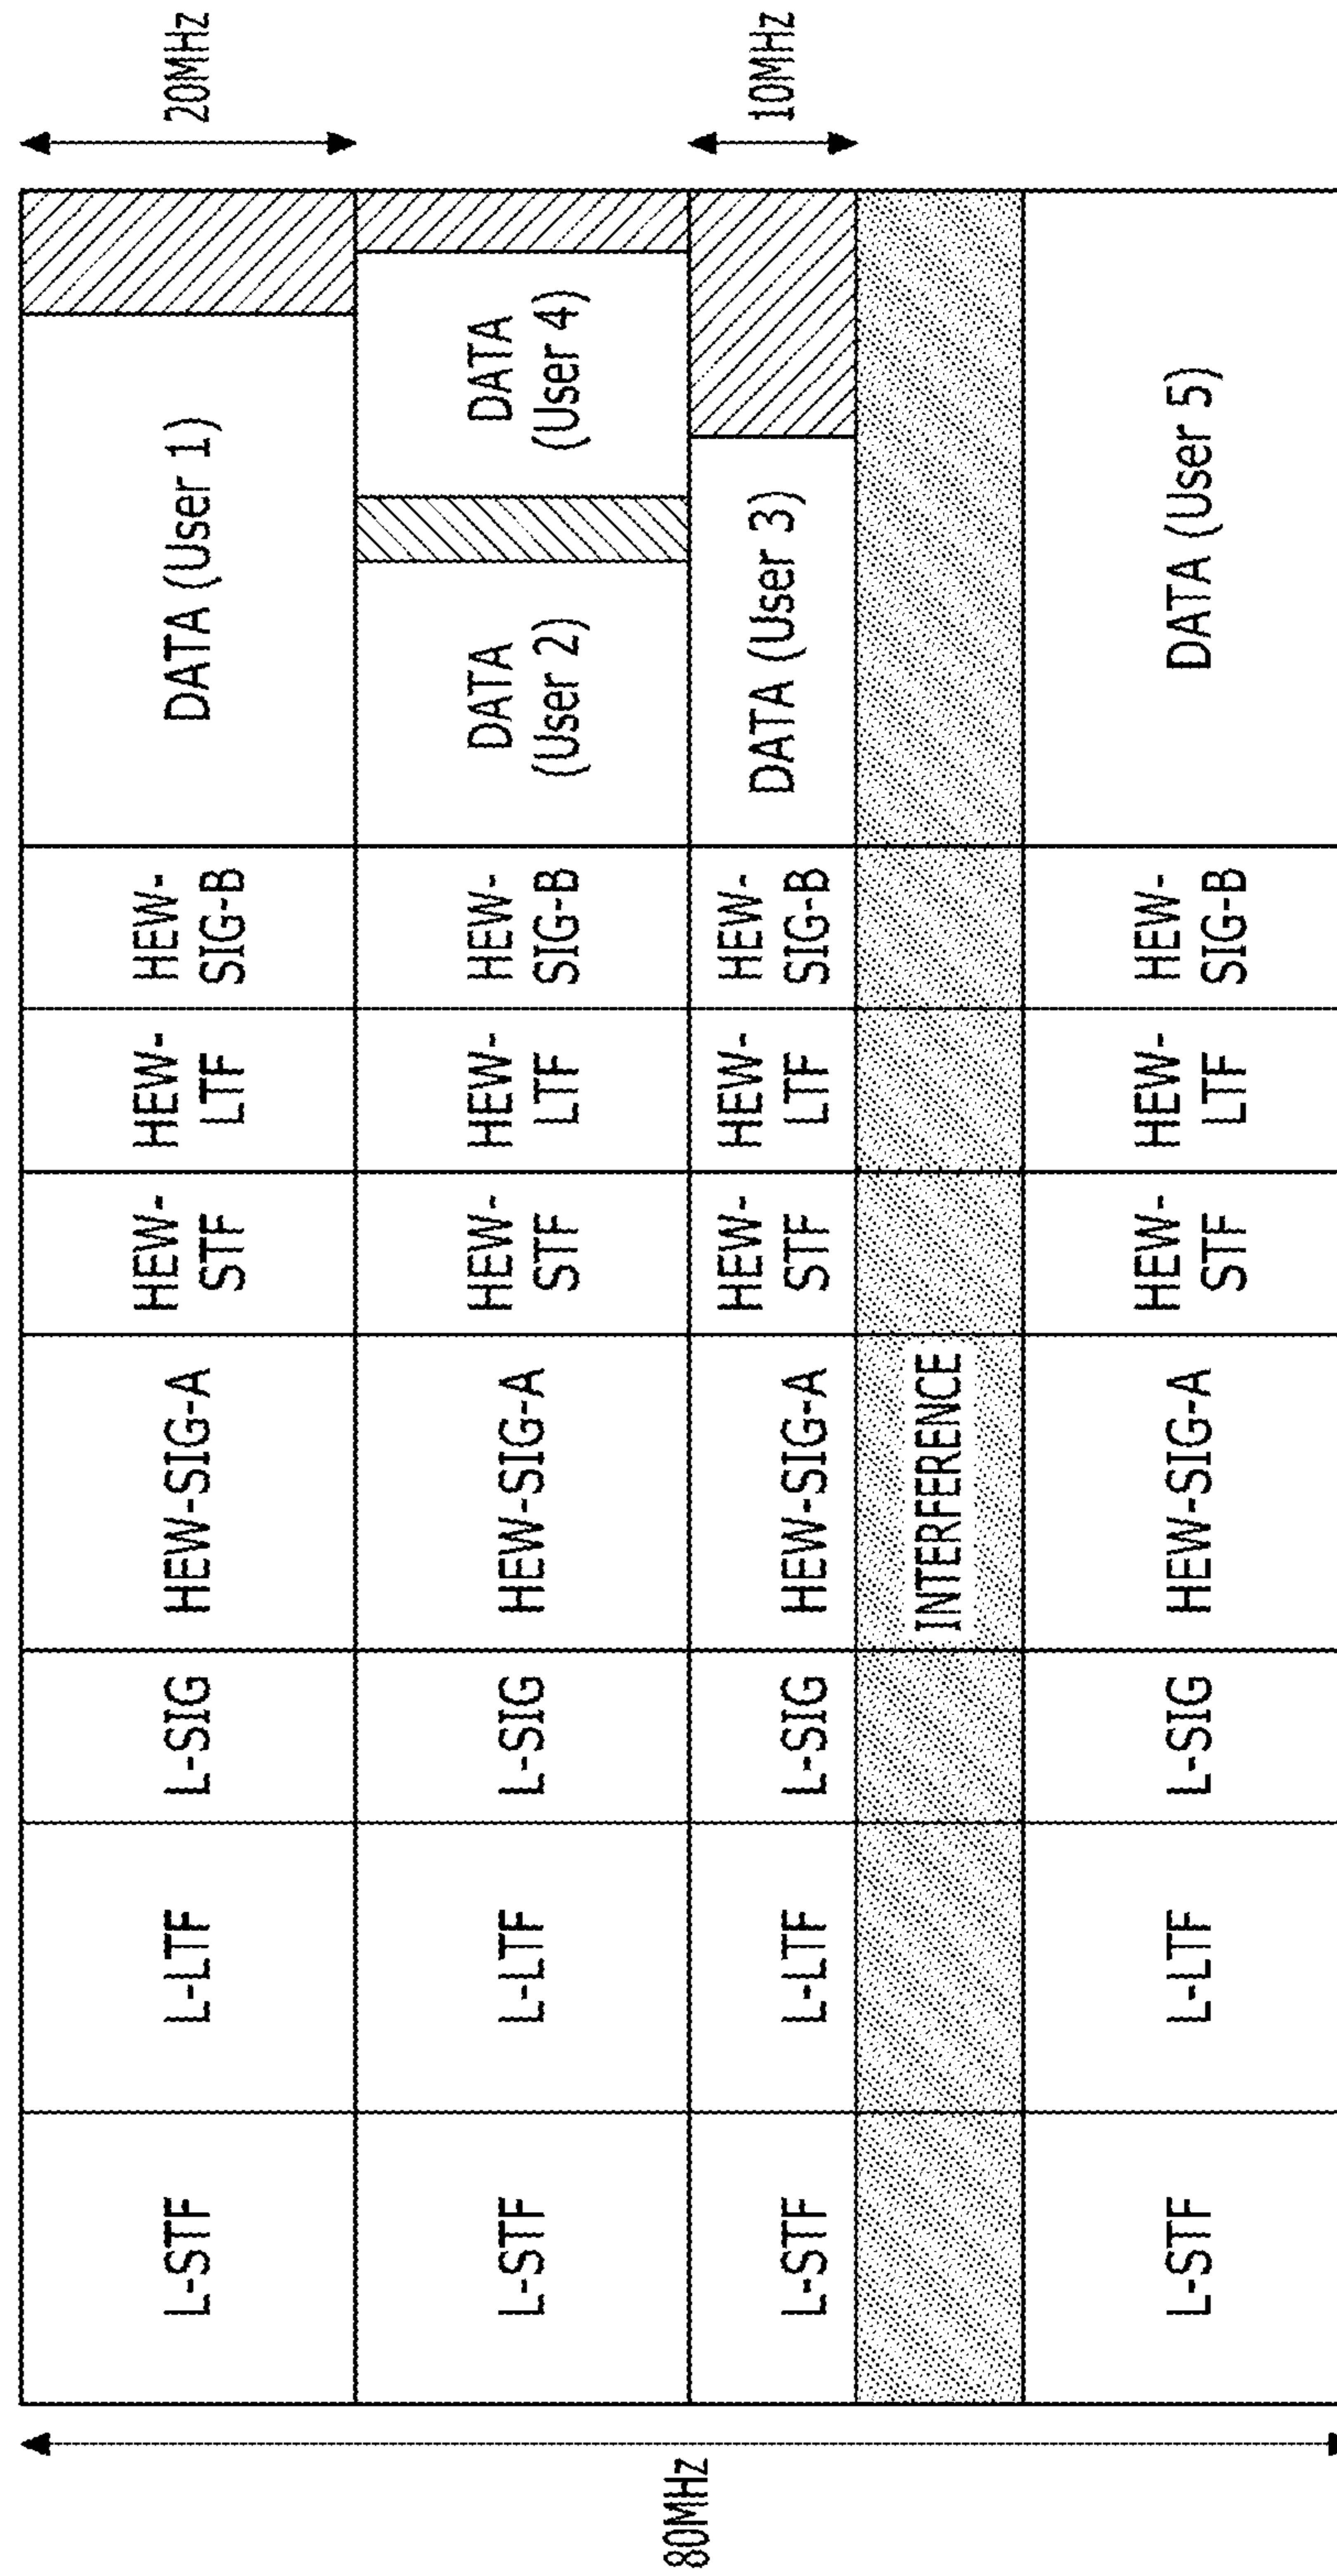 20MHz
L-STF
L-LTF
L-SIG
HEW-SIG-A
HEW-
STF
HEW-
LTF
HEW-
SIG-B
DATA (User 1)
80MHz
L-STF
L-LTF
L-SIG
HEW-SIG-A
HEW-
STF
HEW-
LTF
HEW-
SIG-B
DATA
(User 2)
DATA
(User 4)
L-STF
L-LTF
L-SIG
HEW-SIG-A
HEW-
STF
HEW-
LTF
HEW-
SIG-B
DATA (User 3)
10MHz
INTERFERENCE
L-STF
L-LTF
L-SIG
HEW-SIG-A
HEW-
STF
HEW-
LTF
HEW-
SIG-B
DATA (User 5)